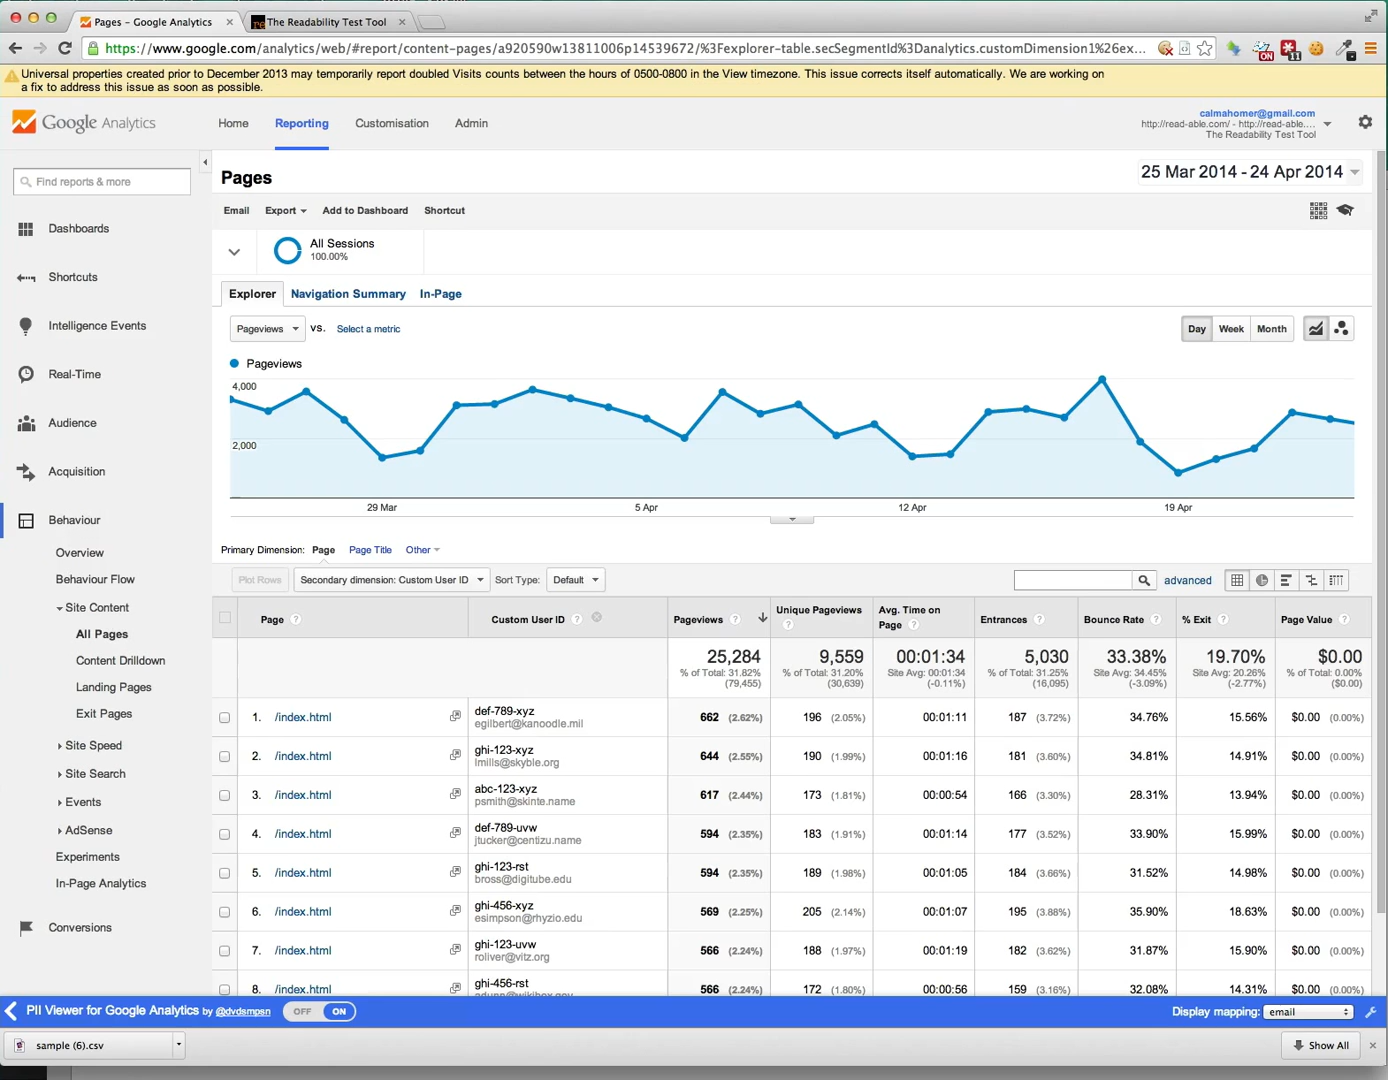 Pages – Google Analytics
The Readability Test Tool
https://www.google.com/analytics/web/#report/content-pages/a920590w13811006p14539672/%3Fexplorer-table.secSegmentId%3Danalytics.customDimension1%26ex...
ON
11
Universal properties created prior to December 2013 may temporarily report doubled Visits counts between the hours of 0500-0800 in the View timezone. This issue corrects itself automatically. We are working on
a fix to address this issue as soon as possible.
Google Analytics
Home Reporting Customisation Admin
calmahomer@gmail.com
http://read-able.com/ - http://read-able....
The Readability Test Tool
Find reports & more
Dashboards
Shortcuts
Intelligence Events
Real-Time
Audience
Acquisition
Behaviour
Overview
Behaviour Flow
Site Content
All Pages
Content Drilldown
Landing Pages
Exit Pages
Site Speed
Site Search
Events
AdSense
Experiments
In-Page Analytics
Conversions
Pages
25 Mar 2014 - 24 Apr 2014
Email Export Add to Dashboard Shortcut
All Sessions
100.00%
Explorer Navigation Summary In-Page
Pageviews VS. Select a metric
Day Week Month
Pageviews
4,000
2,000
29 Mar 5 Apr 12 Apr 19 Apr
Primary Dimension: Page Page Title Other
Plot Rows Secondary dimension: Custom User ID Sort Type: Default advanced
Page ? Custom User ID ? Pageviews ? Unique Pageviews ? Avg. Time on Page ? Entrances ? Bounce Rate ? % Exit ? Page Value ?
25,284 9,559 00:01:34 5,030 33.38% 19.70% $0.00
% of Total: 31.82% % of Total: 31.20% Site Avg: 00:01:34 % of Total: 31.25% Site Avg: 34.45% Site Avg: 20.26% % of Total: 0.00%
(79,455) (30,639) (-0.11%) (16,095) (-3.09%) (-2.77%) ($0.00)
1. /index.html def-789-xyz 662 (2.62%) 196 (2.05%) 00:01:11 187 (3.72%) 34.76% 15.56% $0.00 (0.00%)
egilbert@kanoodle.mil
2. /index.html ghi-123-xyz 644 (2.55%) 190 (1.99%) 00:01:16 181 (3.60%) 34.81% 14.91% $0.00 (0.00%)
lmills@skyble.org
3. /index.html abc-123-xyz 617 (2.44%) 173 (1.81%) 00:00:54 166 (3.30%) 28.31% 13.94% $0.00 (0.00%)
psmith@skinte.name
4. /index.html def-789-uvw 594 (2.35%) 183 (1.91%) 00:01:14 177 (3.52%) 33.90% 15.99% $0.00 (0.00%)
jtucker@centizu.name
5. /index.html ghi-123-rst 594 (2.35%) 189 (1.98%) 00:01:05 184 (3.66%) 31.52% 14.98% $0.00 (0.00%)
bross@digitube.edu
6. /index.html ghi-456-xyz 569 (2.25%) 205 (2.14%) 00:01:07 195 (3.88%) 35.90% 18.63% $0.00 (0.00%)
esimpson@rhyzio.edu
7. /index.html ghi-123-uvw 566 (2.24%) 188 (1.97%) 00:01:19 182 (3.62%) 31.87% 15.90% $0.00 (0.00%)
roliver@vitz.org
8. /index.html ghi-456-rst 566 (2.24%) 172 (1.80%) 00:00:56 159 (3.16%) 32.08% 14.31% $0.00 (0.00%)
PII Viewer for Google Analytics by @dvdsmpsn OFF ON
Display mapping: email
sample (6).csv
Show All